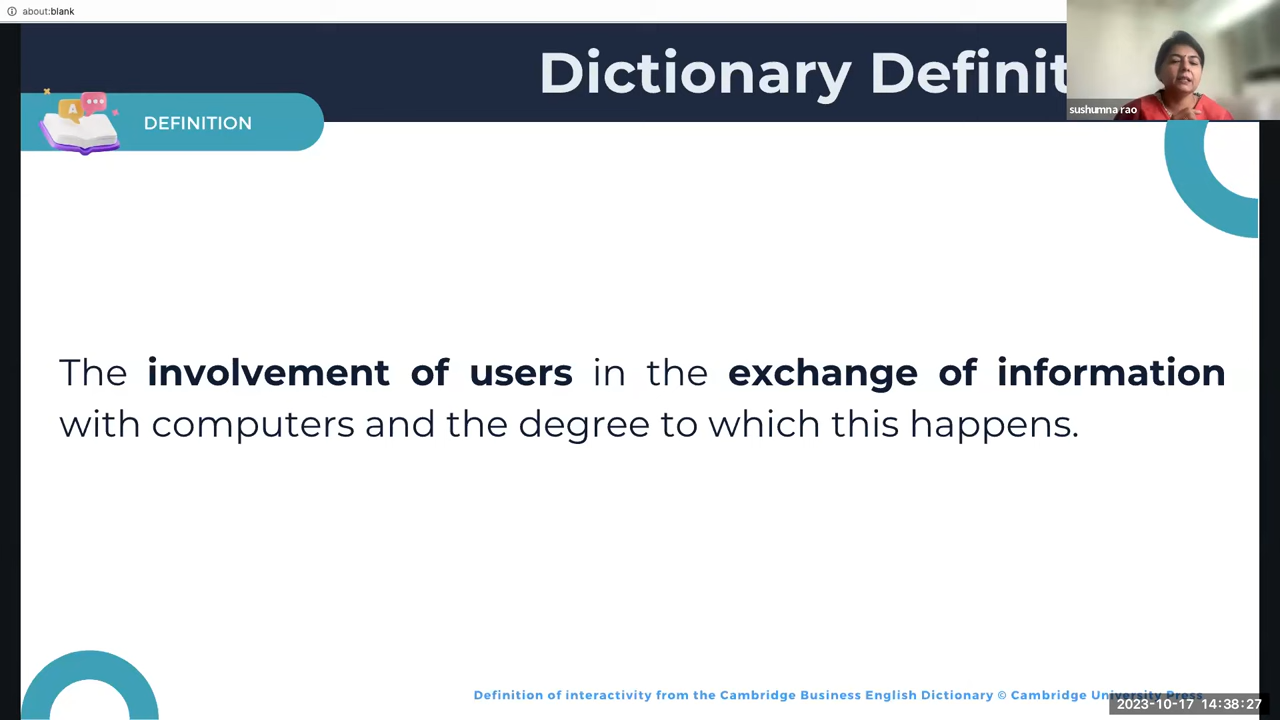 about:blank
Dictionary
sushumna rao
A
DEFINITION
The involvement of users in the exchange of information
with computers and the degree to which this happens.
Definition of interactivity from the Cambridge Business English Dictionary © Cambridge University Press
2023-10-17 14:38:27